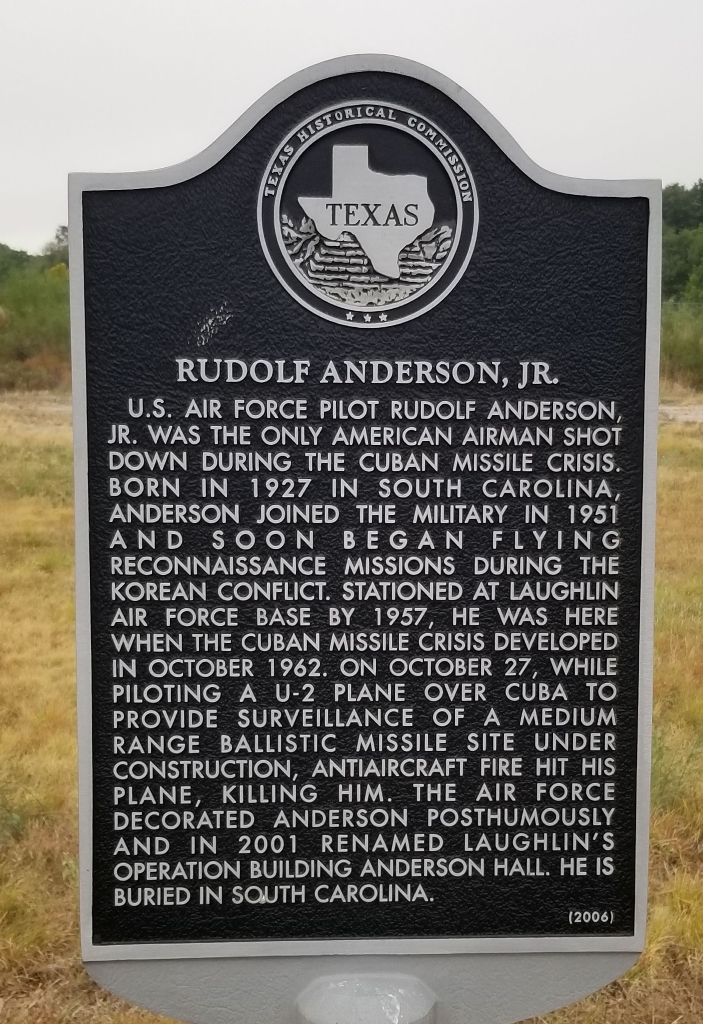 TEXAS HISTORICAL COMMISSION
TEXAS
RUDOLF ANDERSON, JR.
U.S. AIR FORCE PILOT RUDOLF ANDERSON,
JR. WAS THE ONLY AMERICAN AIRMAN SHOT
DOWN DURING THE CUBAN MISSILE CRISIS.
BORN IN 1927 IN SOUTH CAROLINA,
ANDERSON JOINED THE MILITARY IN 1951
AND SOON BEGAN FLYING
RECONNAISSANCE MISSIONS DURING THE
KOREAN CONFLICT. STATIONED AT LAUGHLIN
AIR FORCE BASE BY 1957, HE WAS HERE
WHEN THE CUBAN MISSILE CRISIS DEVELOPED
IN OCTOBER 1962. ON OCTOBER 27, WHILE
PILOTING A U-2 PLANE OVER CUBA TO
PROVIDE SURVEILLANCE OF A MEDIUM
RANGE BALLISTIC MISSILE SITE UNDER
CONSTRUCTION, ANTIAIRCRAFT FIRE HIT HIS
PLANE, KILLING HIM. THE AIR FORCE
DECORATED ANDERSON POSTHUMOUSLY
AND IN 2001 RENAMED LAUGHLIN'S
OPERATION BUILDING ANDERSON HALL. HE IS
BURIED IN SOUTH CAROLINA.
(2006)